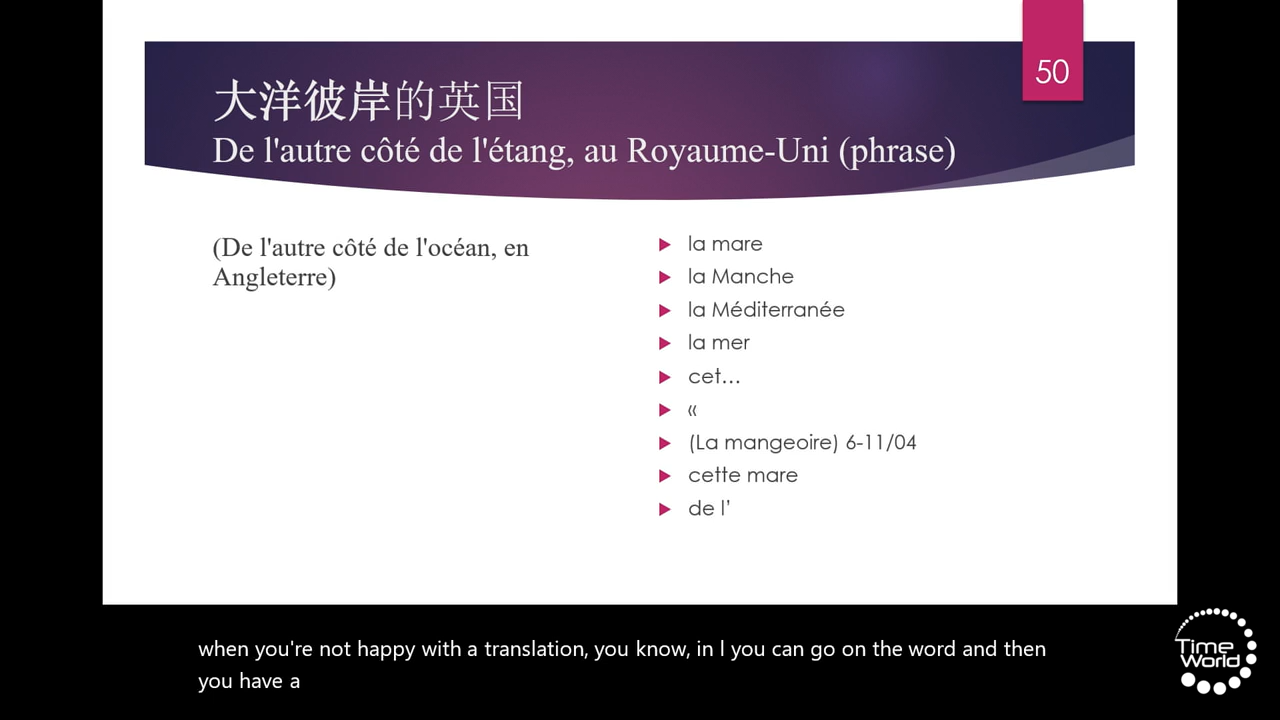 50
大洋彼岸的英国
De l'autre côté de l'étang, au Royaume-Uni (phrase)
(De l'autre côté de l'océan, en
Angleterre)
la mare
la Manche
la Méditerranée
la mer
cet…
«
(La mangeoire) 6-11/04
cette mare
de l’
when you're not happy with a translation, you know, in l you can go on the word and then
you have a
Time
World